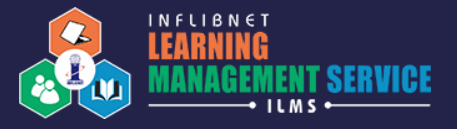 INFLIBNET
LEARNING
MANAGEMENT SERVICE
ILMS